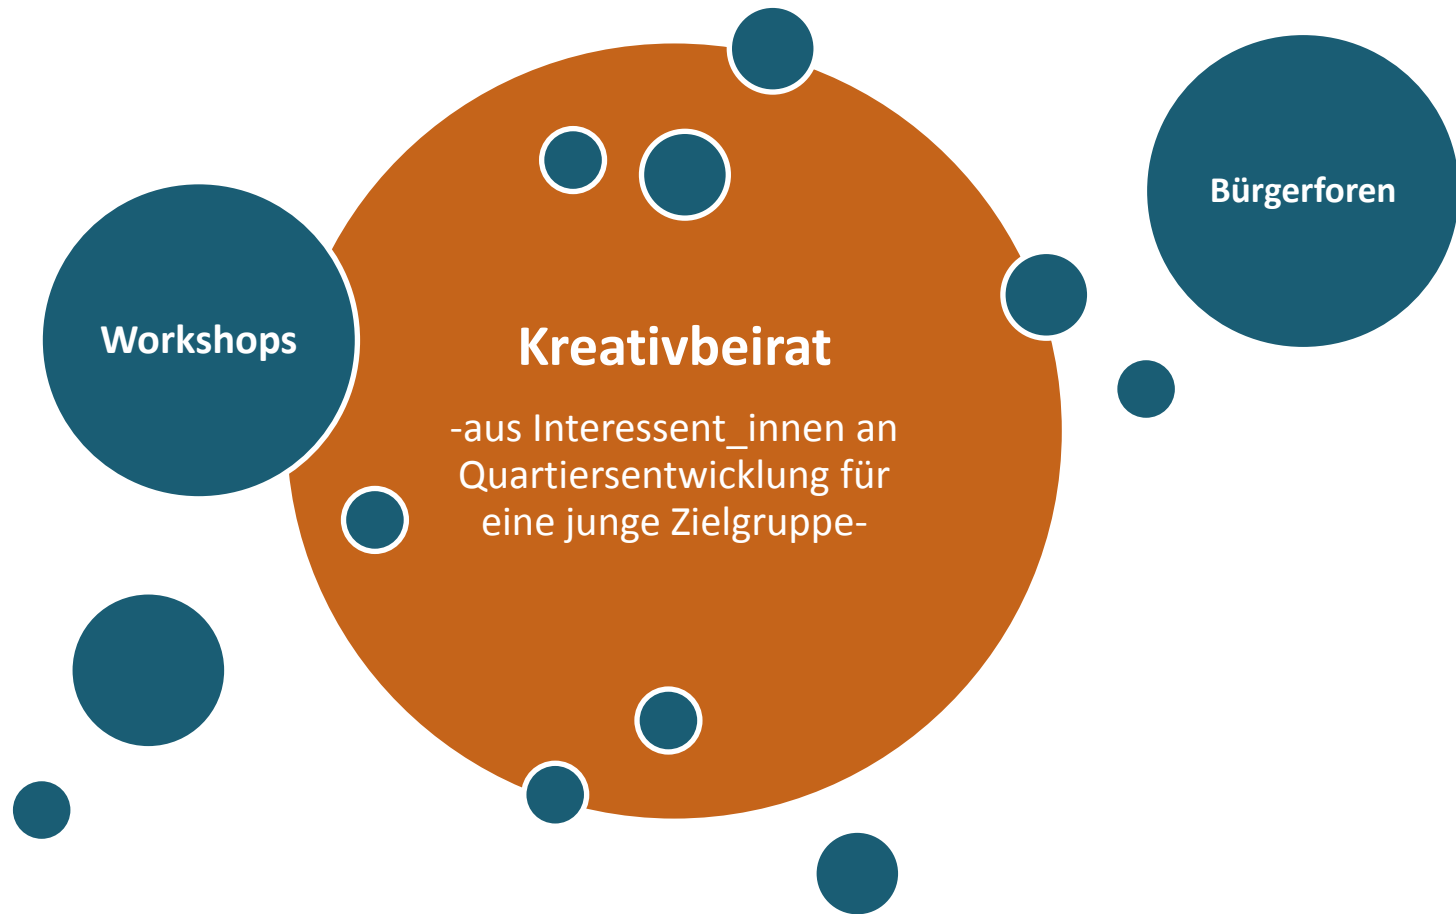 Bürgerforen
Workshops
Kreativbeirat
-aus Interessent_innen an
Quartiersentwicklung für
eine junge Zielgruppe-